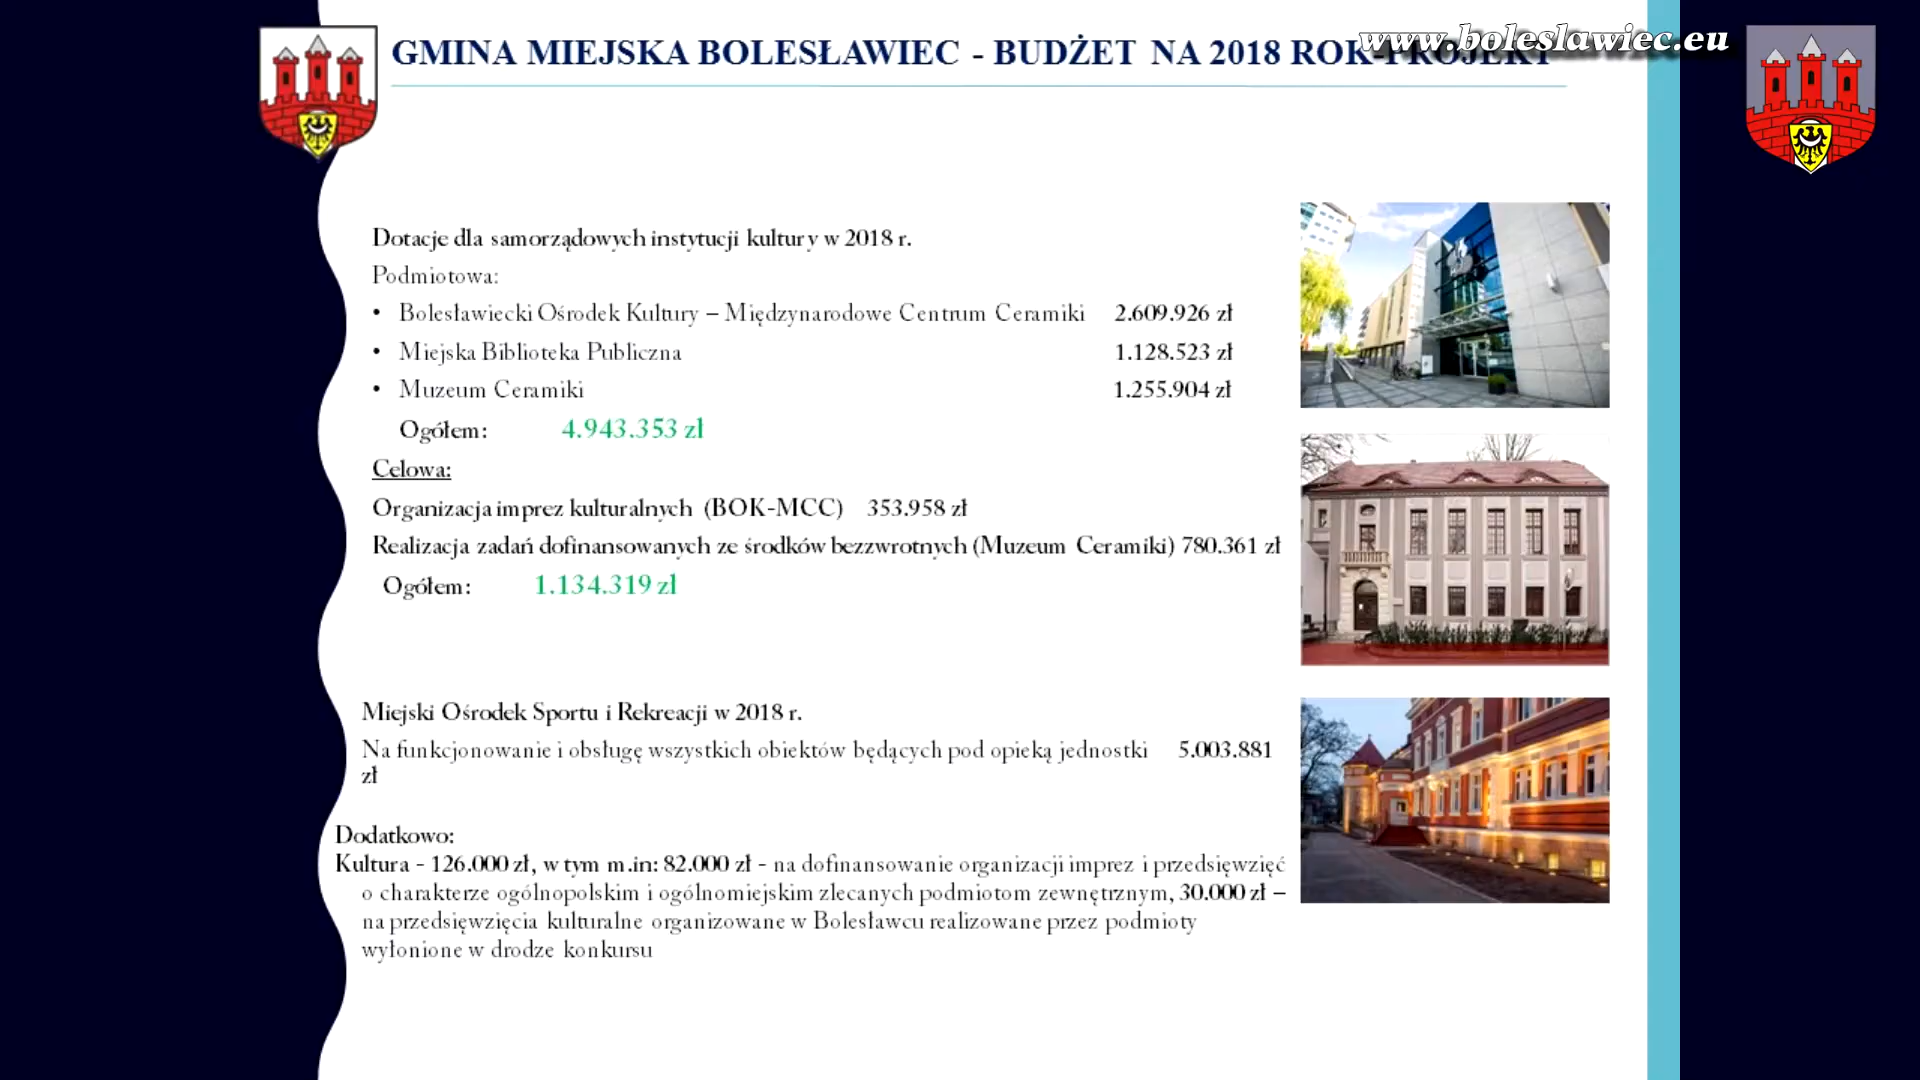 GMINA MIEJSKA BOLESŁAWIEC - BUDŻET NA 2018 ROK-PROJEKT
www.boleslawiec.eu
Dotacje dla samorządowych instytucji kultury w 2018 r.
Podmiotowa:
• Bolesławiecki Ośrodek Kultury – Międzynarodowe Centrum Ceramiki 2.609.926 zł
• Miejska Biblioteka Publiczna 1.128.523 zł
• Muzeum Ceramiki 1.255.904 zł
Ogółem: 4.943.353 zł
Celowa:
Organizacja imprez kulturalnych (BOK-MCC) 353.958 zł
Realizacja zadań dofinansowanych ze środków bezzwrotnych (Muzeum Ceramiki) 780.361 zł
Ogółem: 1.134.319 zł
Miejski Ośrodek Sportu i Rekreacji w 2018 r.
Na funkcjonowanie i obsługę wszystkich obiektów będących pod opieką jednostki 5.003.881
zł
Dodatkowo:
Kultura - 126.000 zł, w tym m.in: 82.000 zł - na dofinansowanie organizacji imprez i przedsięwzięć
o charakterze ogólnopolskim i ogólnomiejskim zlecanych podmiotom zewnętrznym, 30.000 zł –
na przedsięwzięcia kulturalne organizowane w Bolesławcu realizowane przez podmioty
wyłonione w drodze konkursu